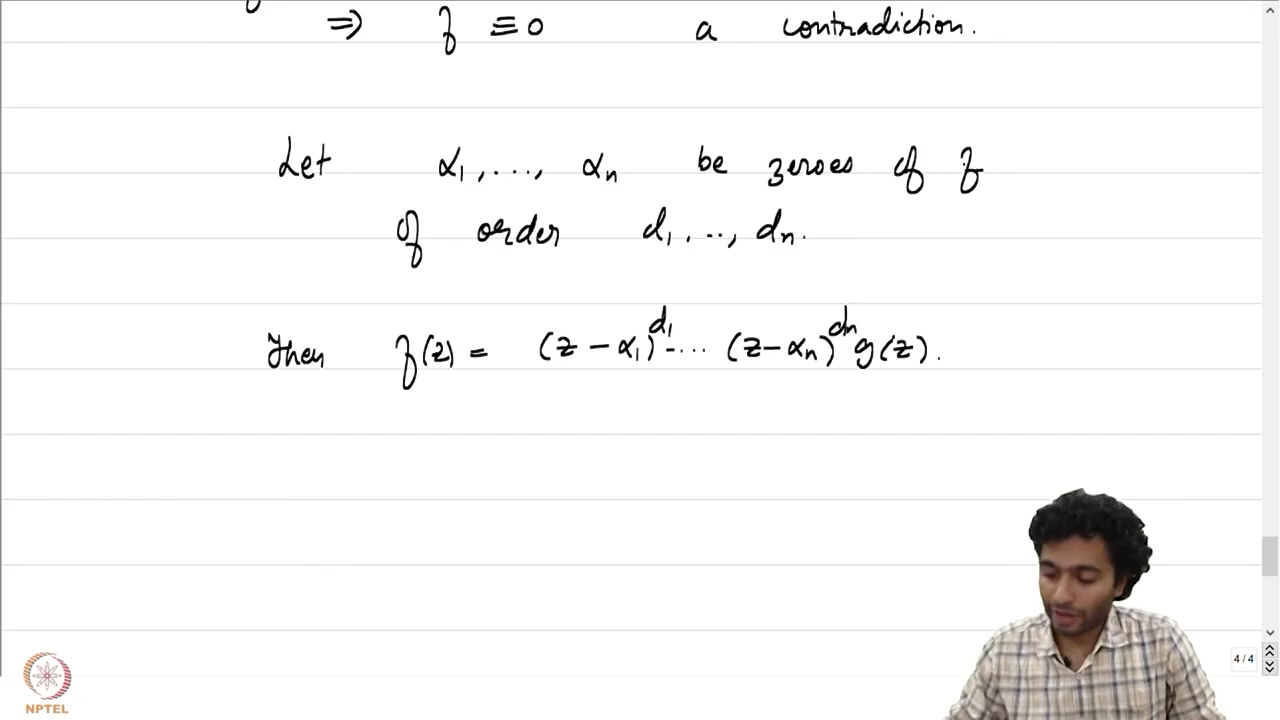 ⇒ f ≡ 0 a contradiction.
Let α₁, ..., αₙ be zeroes of f
of order d₁, .., dₙ.
Then f(z) = (z − α₁)^d₁ .... (z − αₙ)^dₙ g(z).
4 / 4
NPTEL